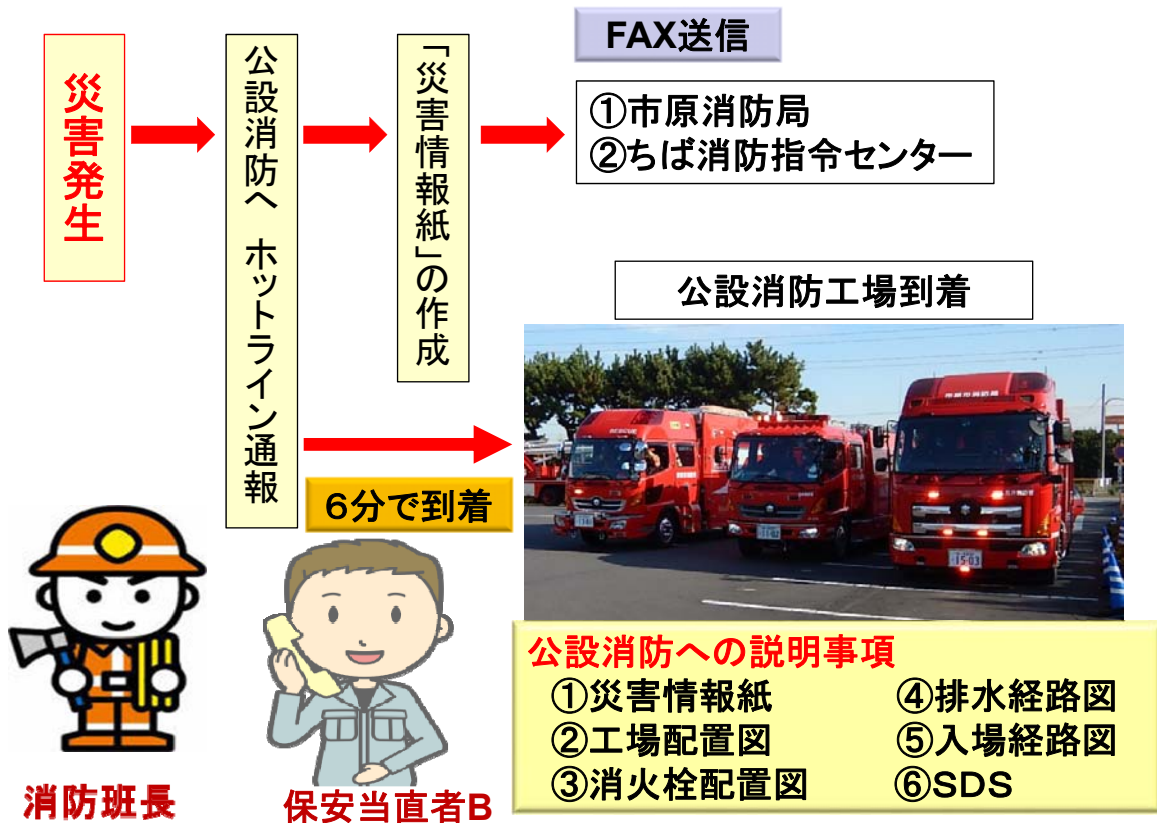 災害発生
公設消防へ ホットライン通報
「災害情報紙」の作成
FAX送信
①市原消防局
②ちば消防指令センター
公設消防工場到着
6分で到着
RESCUE
15-03
消防班長
保安当直者B
公設消防への説明事項
①災害情報紙
②工場配置図
③消火栓配置図
④排水経路図
⑤入場経路図
⑥SDS